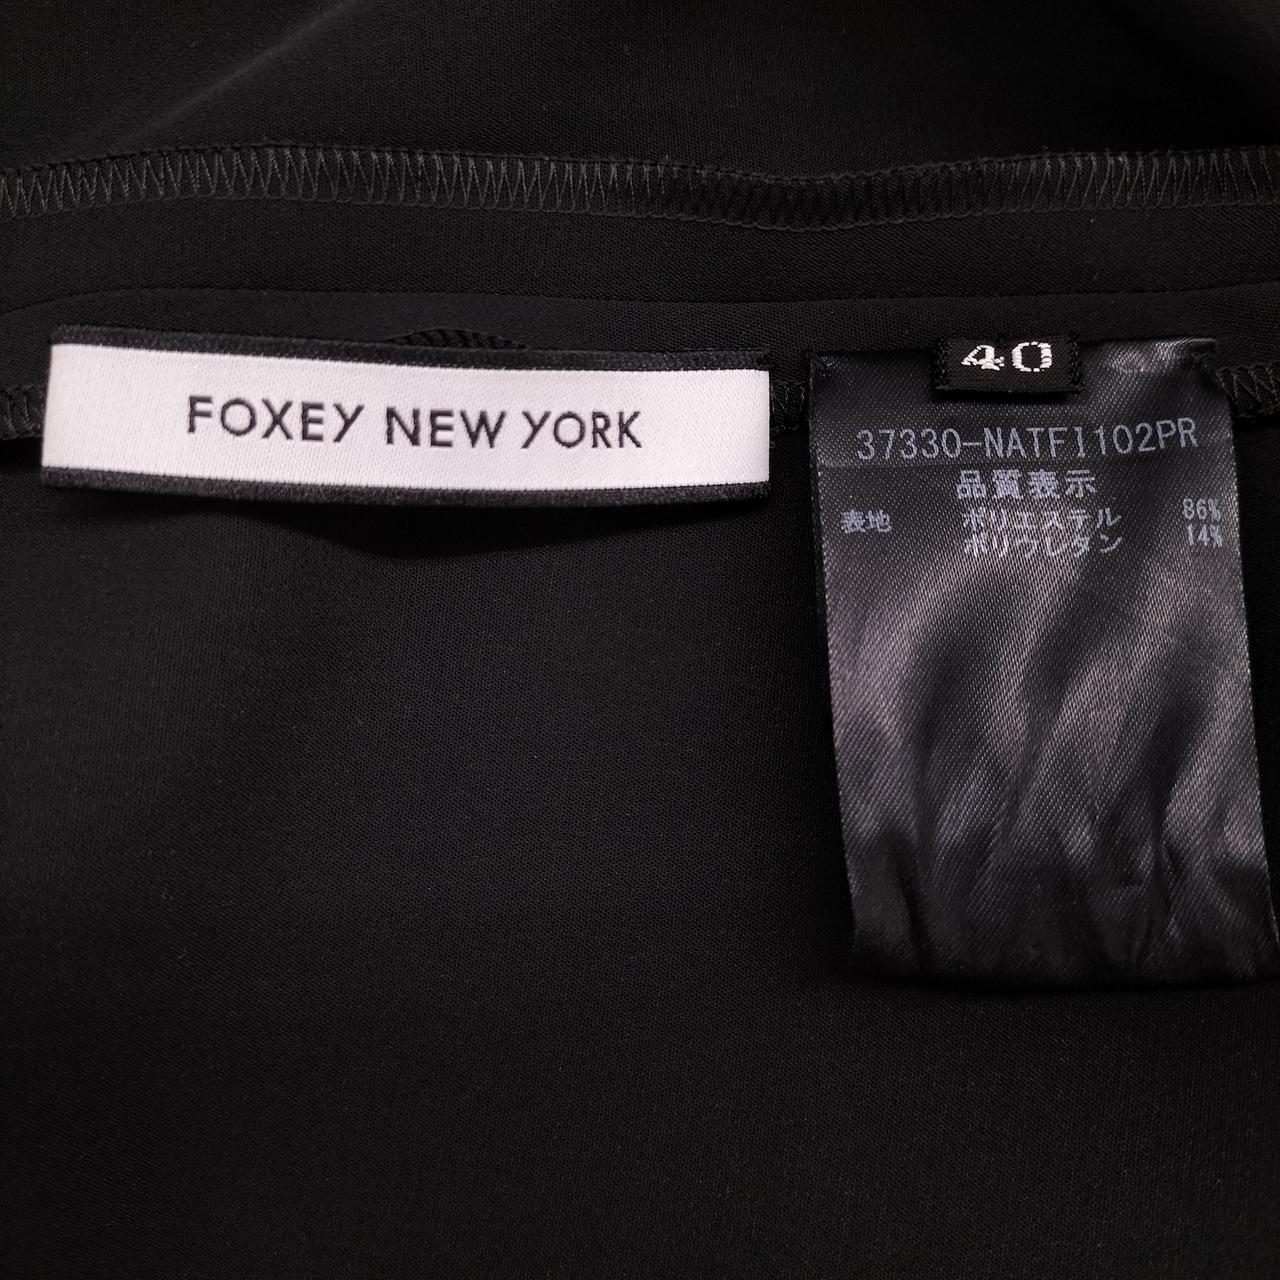 FOXEY NEW YORK
40
37330-NATFI102PR
品質表示
表地 ポリエステル 86%
ポリウレタン 14%